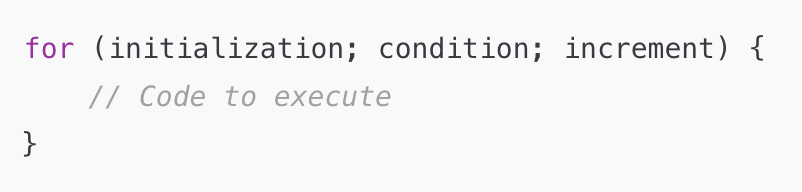 for (initialization; condition; increment) {
    // Code to execute
}